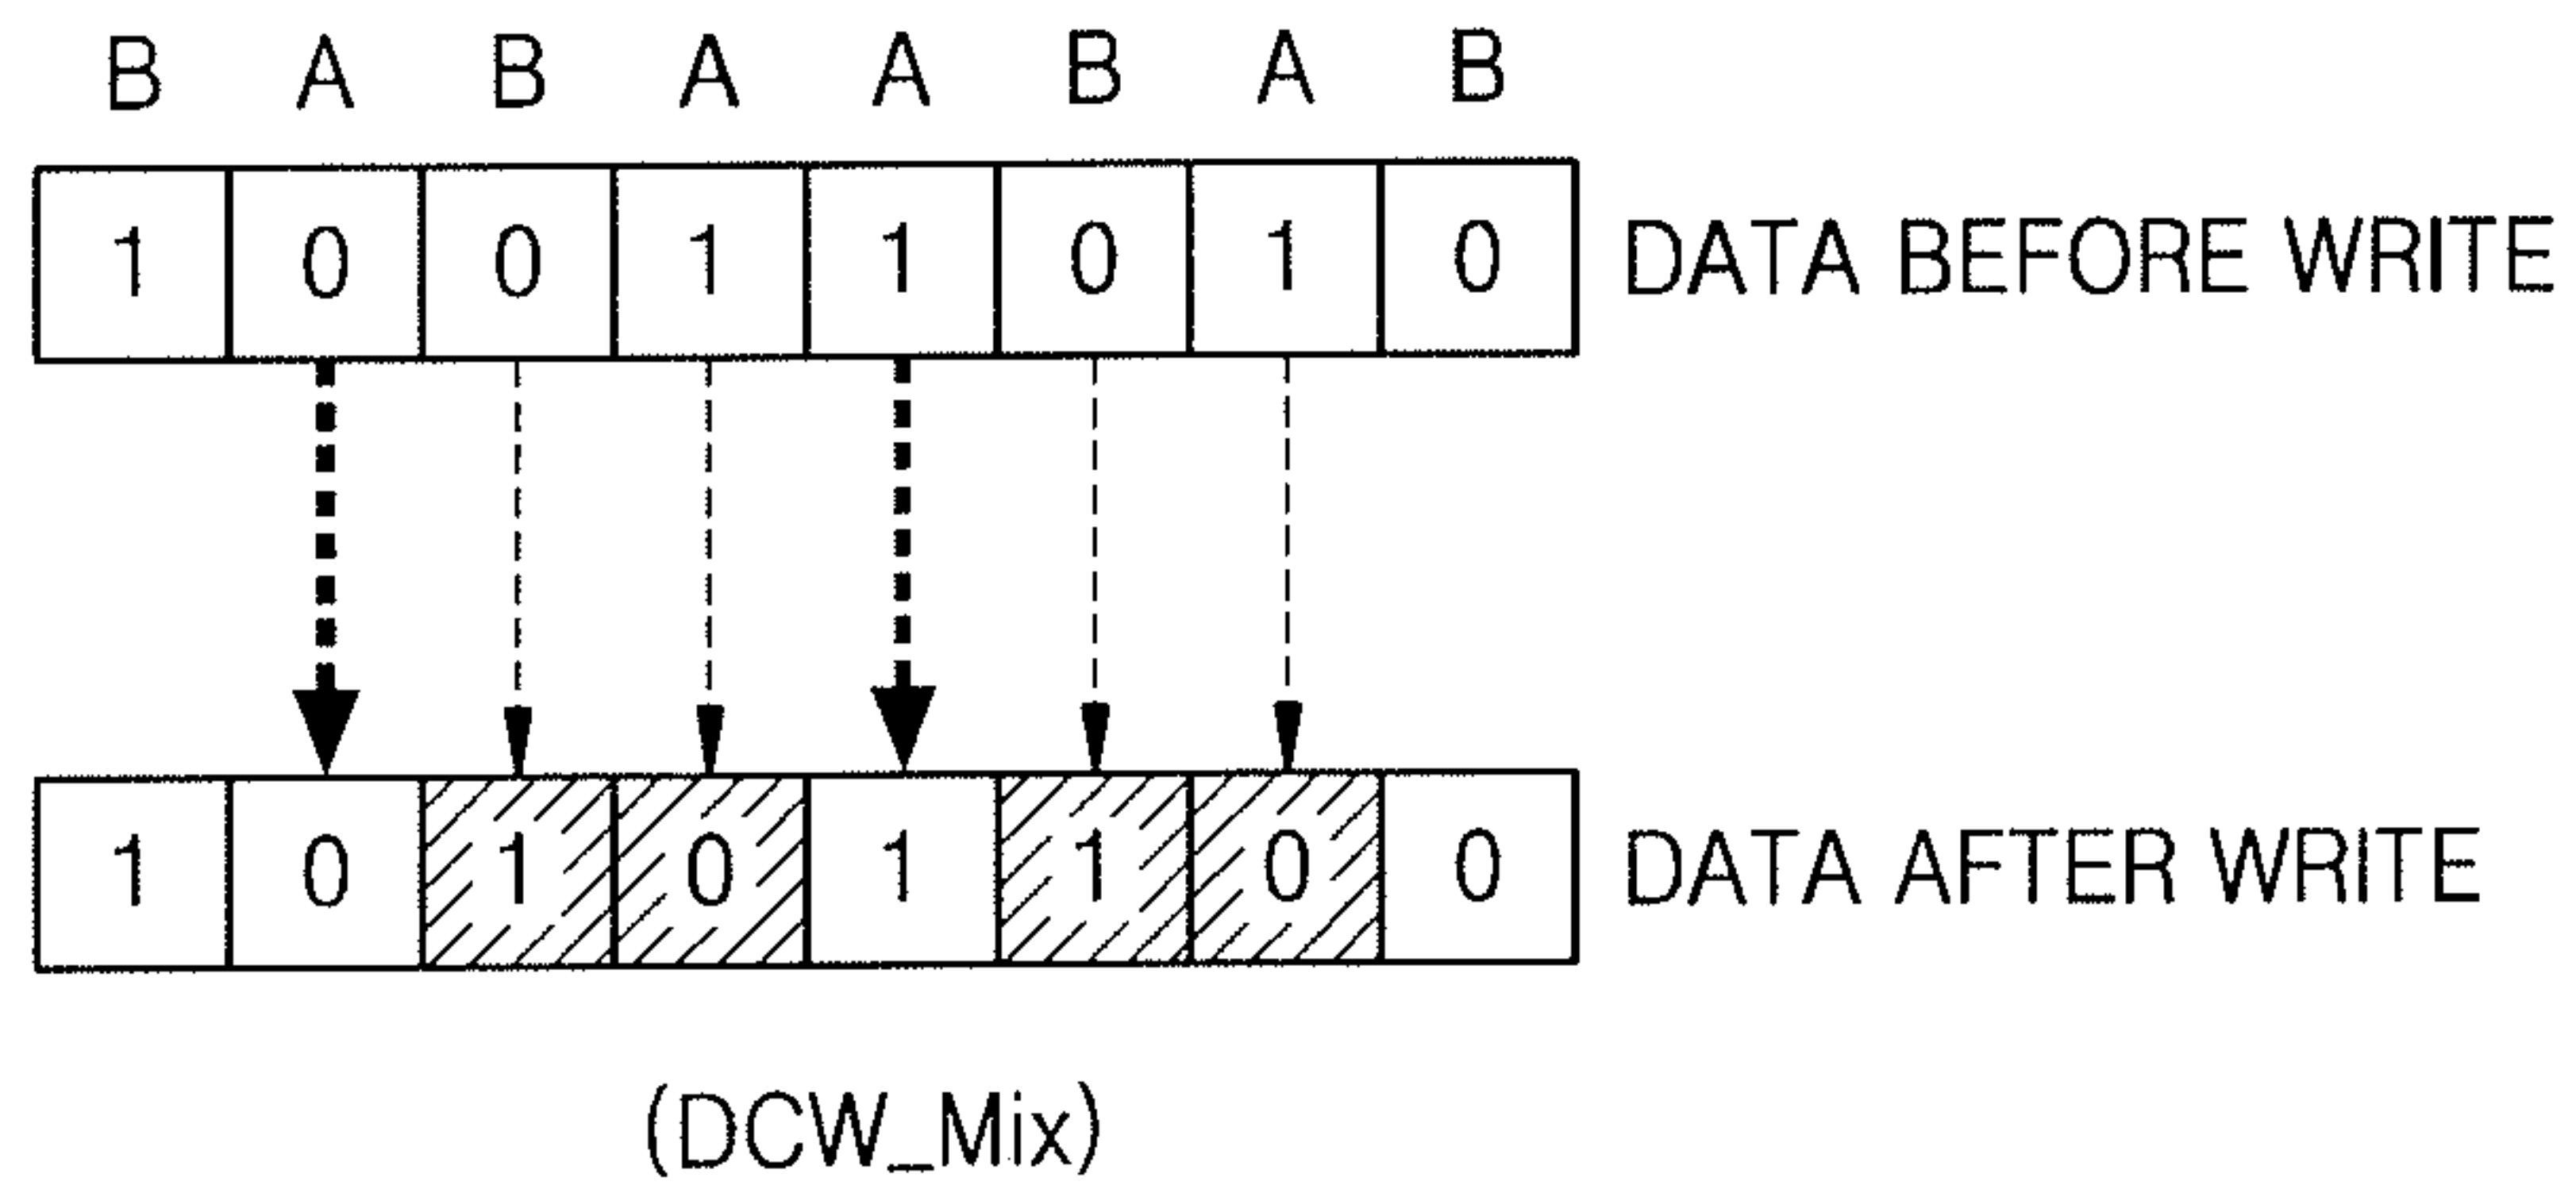 B A B A A B A B
1 0 0 1 1 0 1 0 DATA BEFORE WRITE
1 0 1 0 1 1 0 0 DATA AFTER WRITE
(DCW_Mix)